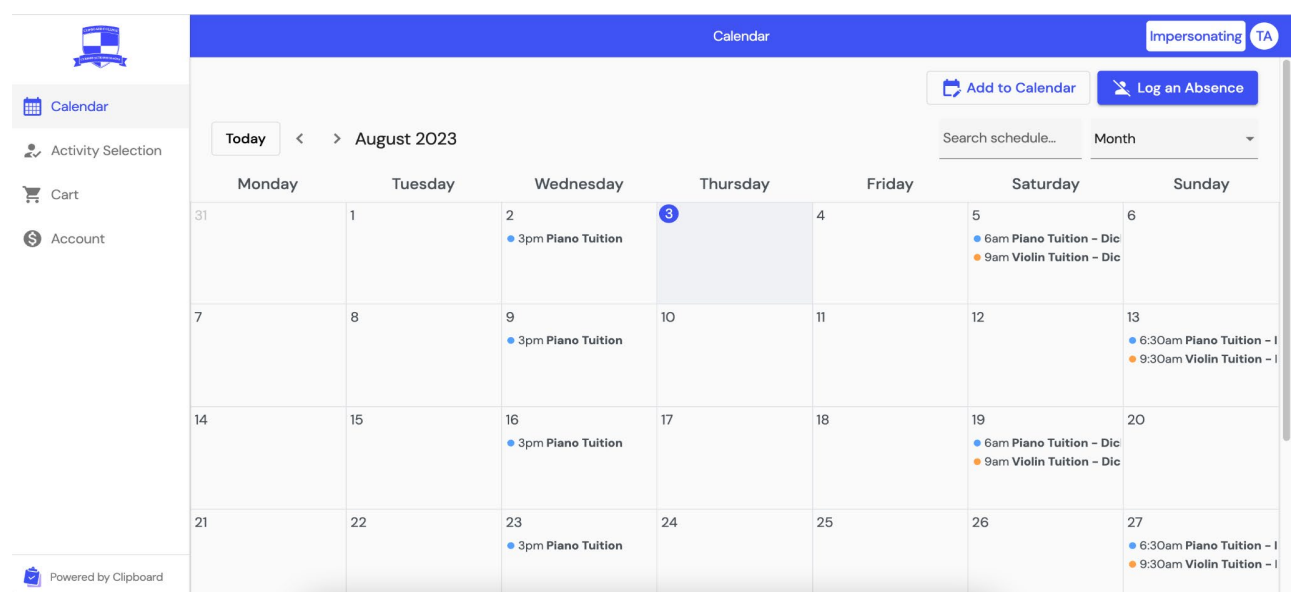 Calendar
Impersonating TA
Calendar
Activity Selection
Cart
Account
Add to Calendar
Log an Absence
Today < > August 2023
Search schedule...
Month
Monday Tuesday Wednesday Thursday Friday Saturday Sunday
31 1 2 3 4 5 6
3pm Piano Tuition
6am Piano Tuition - Dic
9am Violin Tuition - Dic
7 8 9 10 11 12 13
3pm Piano Tuition
6:30am Piano Tuition -
9:30am Violin Tuition -
14 15 16 17 18 19 20
3pm Piano Tuition
6am Piano Tuition - Dic
9am Violin Tuition - Dic
21 22 23 24 25 26 27
3pm Piano Tuition
6:30am Piano Tuition -
9:30am Violin Tuition -
Powered by Clipboard